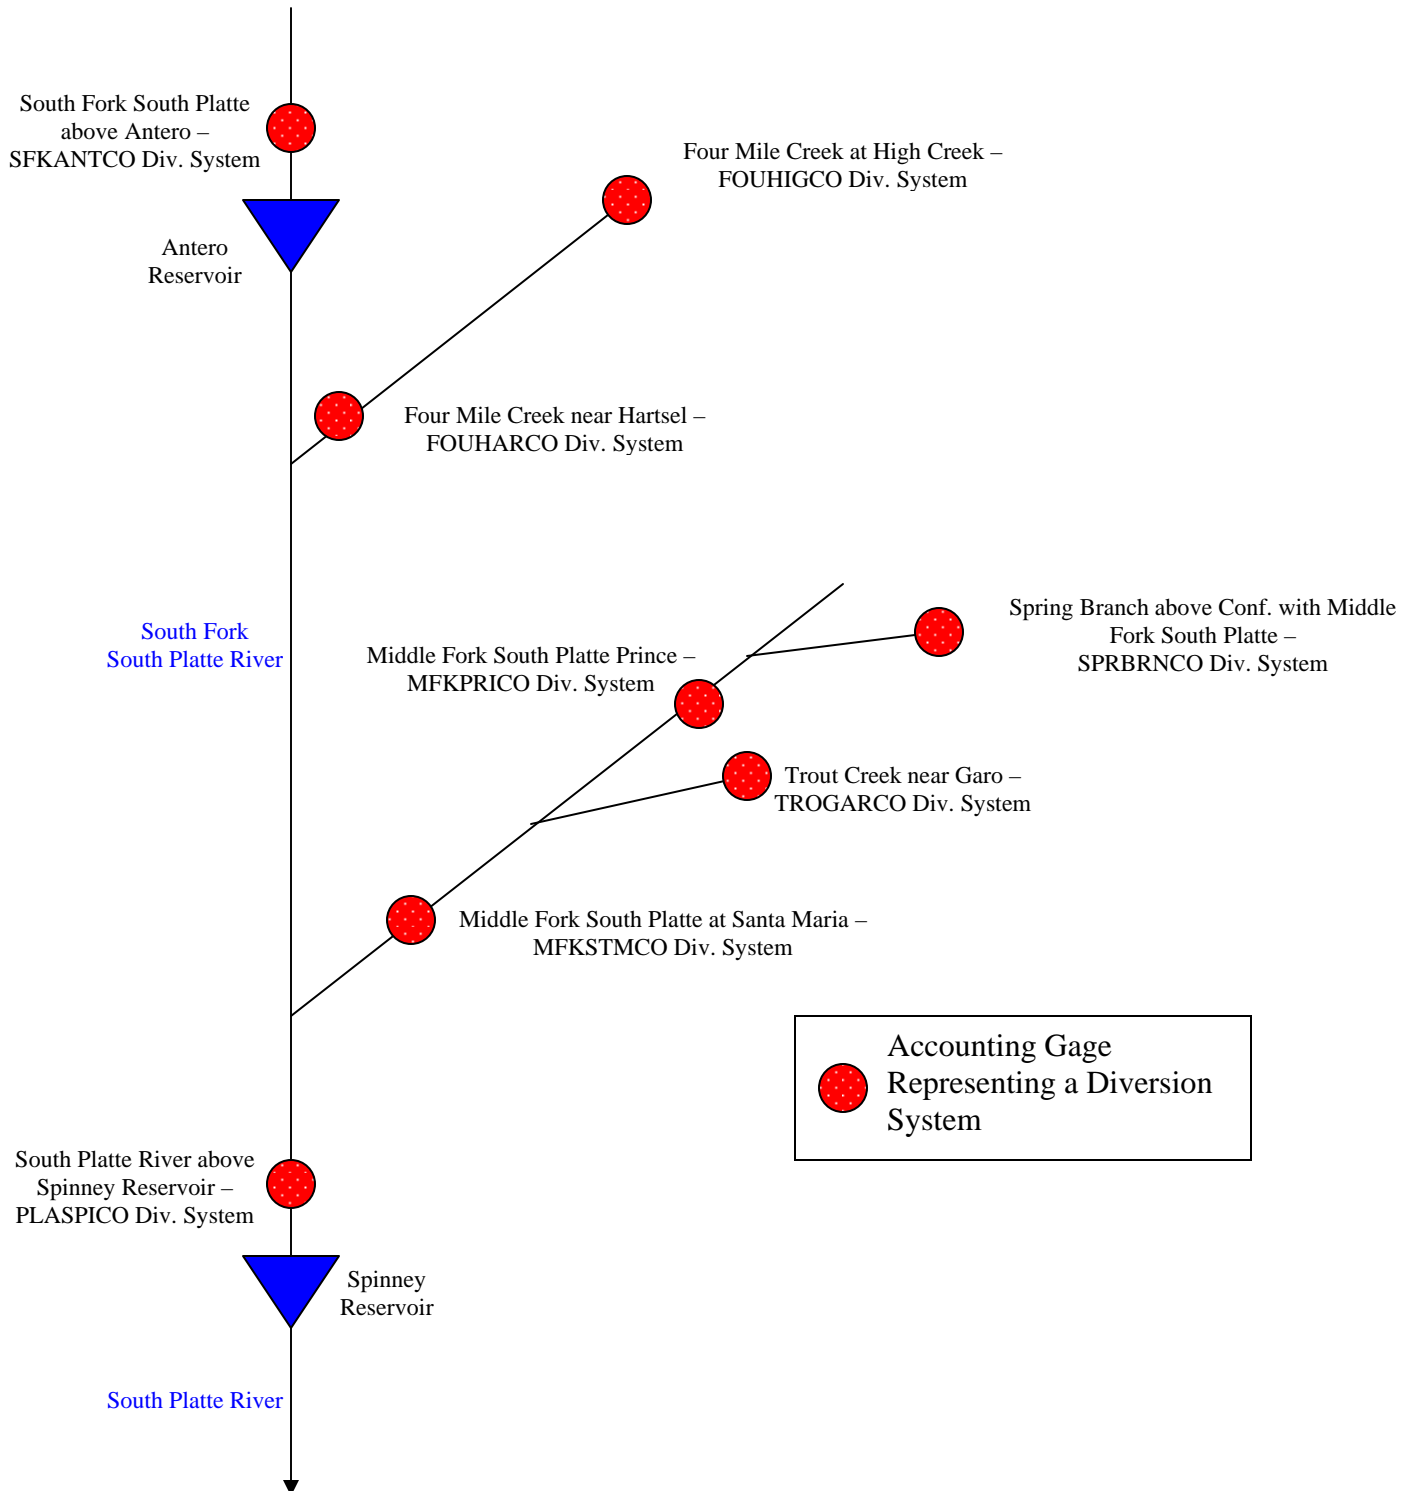 South Fork South Platte
above Antero –
SFKANTCO Div. System
Four Mile Creek at High Creek –
FOUHIGCO Div. System
Antero
Reservoir
Four Mile Creek near Hartsel –
FOUHARCO Div. System
South Fork
South Platte River
Spring Branch above Conf. with Middle
Fork South Platte –
SPRBRNCO Div. System
Middle Fork South Platte Prince –
MFKPRICO Div. System
Trout Creek near Garo –
TROGARCO Div. System
Middle Fork South Platte at Santa Maria –
MFKSTMCO Div. System
Accounting Gage
Representing a Diversion
System
South Platte River above
Spinney Reservoir –
PLASPICO Div. System
Spinney
Reservoir
South Platte River